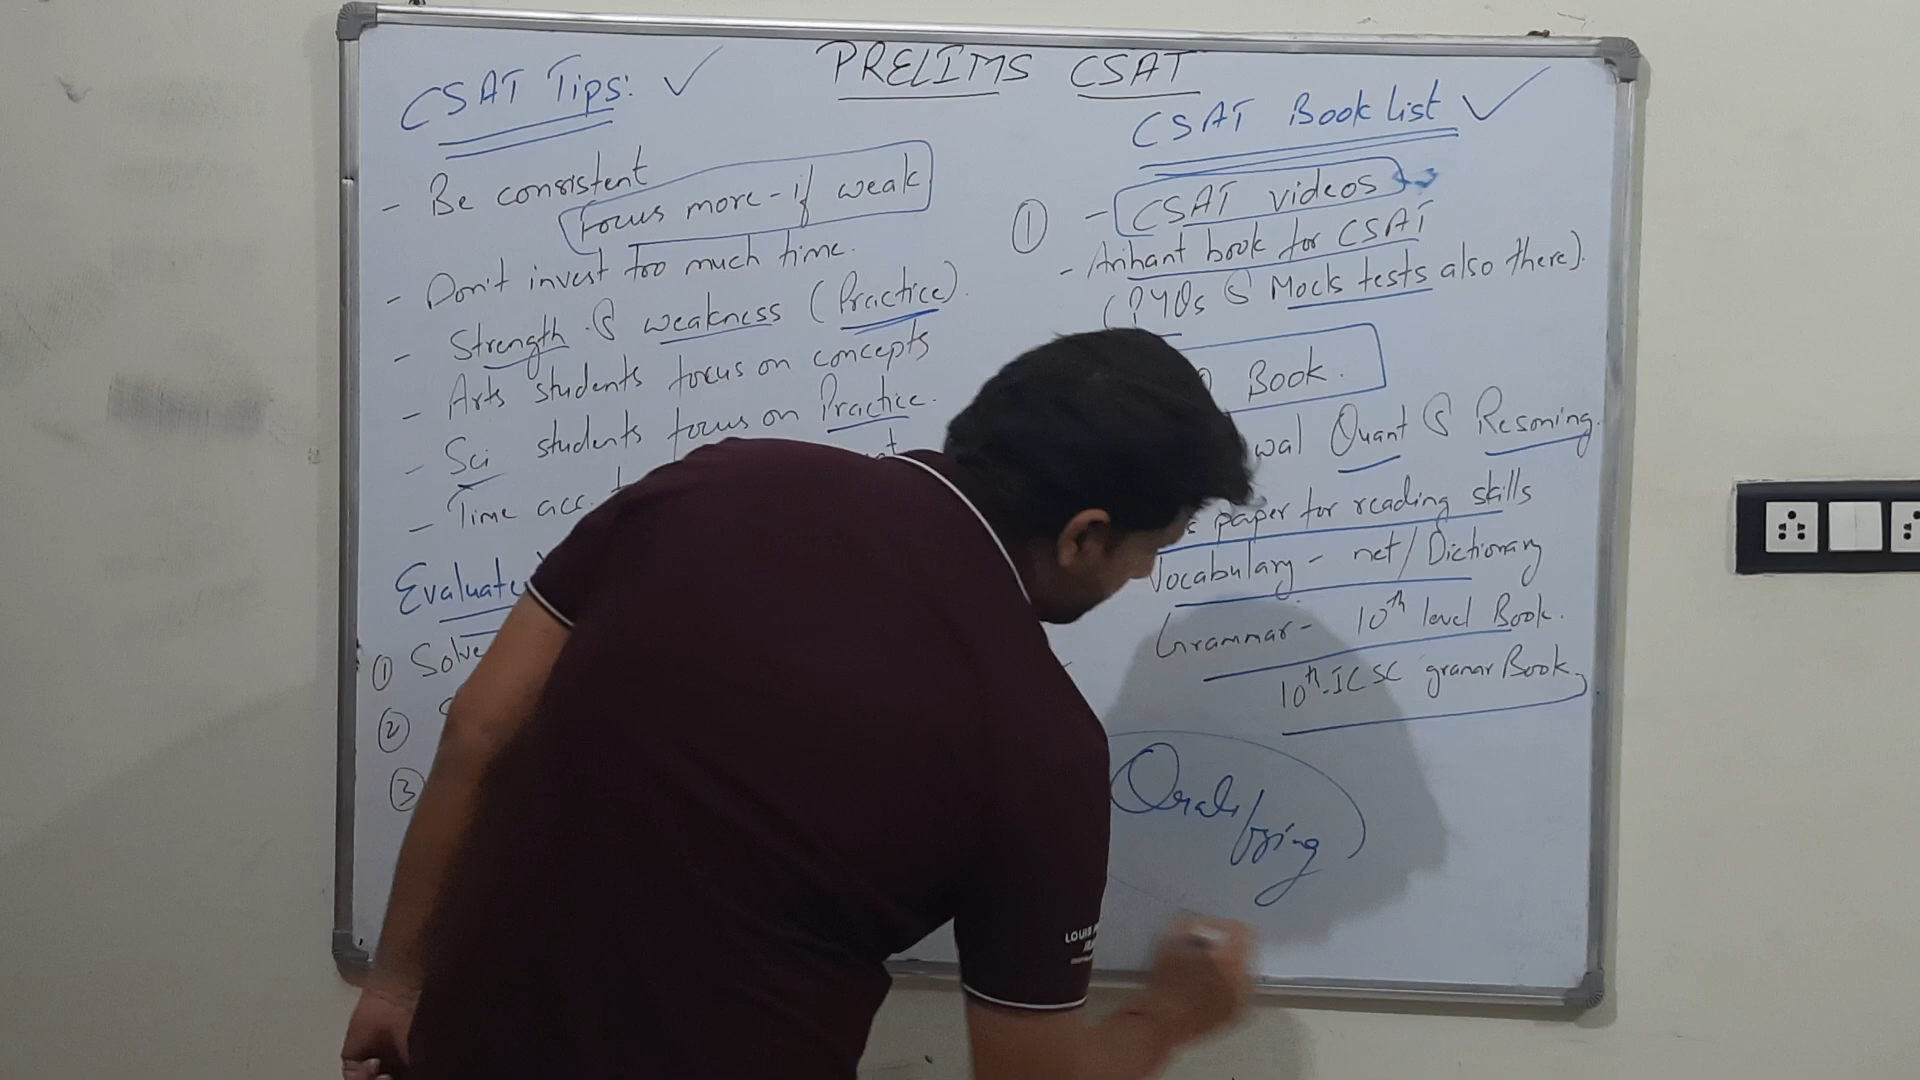 PRELIMS CSAT
CSAT Tips:
- Be consistent
Focus more - if weak
- Don't invest too much time.
- Strength & weakness (Practice).
- Arts students focus on concepts
- Sci students focus on Practice.
- Time acc.
Evaluate
① Solve
②
③
CSAT Book list
① - CSAT videos
- Arihant book for CSAT
(PYQs & Mocks tests also there).
Book.
wal Quant & Resoning.
paper for reading skills
Vocabulary - net/Dictionary
Grammar - 10th level Book.
10th ICSC gramar Book
Qualifying
LOUIS